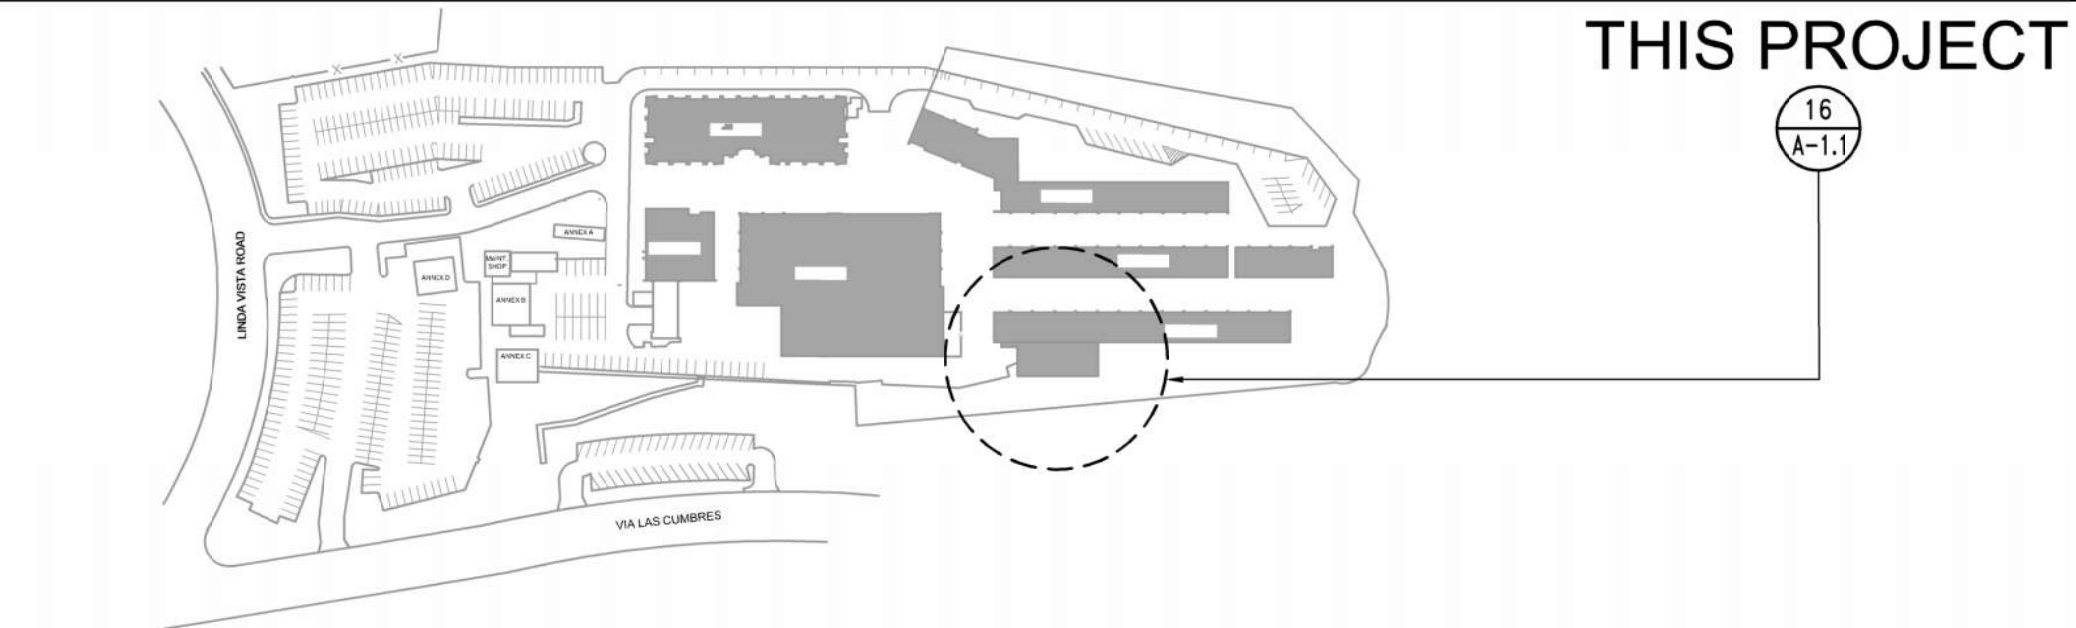 THIS PROJECT
16
A-1.1
LINDA VISTA ROAD
ANNEX A
MAINT.
SHOP
ANNEX D
ANNEX B
ANNEX C
VIA LAS CUMBRES